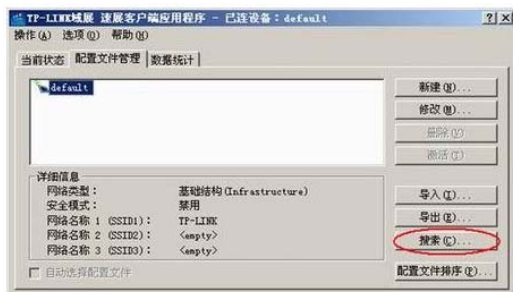 TP-LINK域展 速展客户端应用程序 - 已连设备：default
操作(A) 选项(O) 帮助(H)
当前状态 配置文件管理 数据统计
default
新建(N)...
修改(M)...
删除(V)
激活(T)
详细信息
网络类型： 基础结构(Infrastructure)
安全模式： 禁用
网络名称 1 (SSID1)： TP-LINK
网络名称 2 (SSID2)： <empty>
网络名称 3 (SSID3)： <empty>
导入(I)...
导出(E)...
搜索(C)...
自动选择配置文件
配置文件排序(P)...